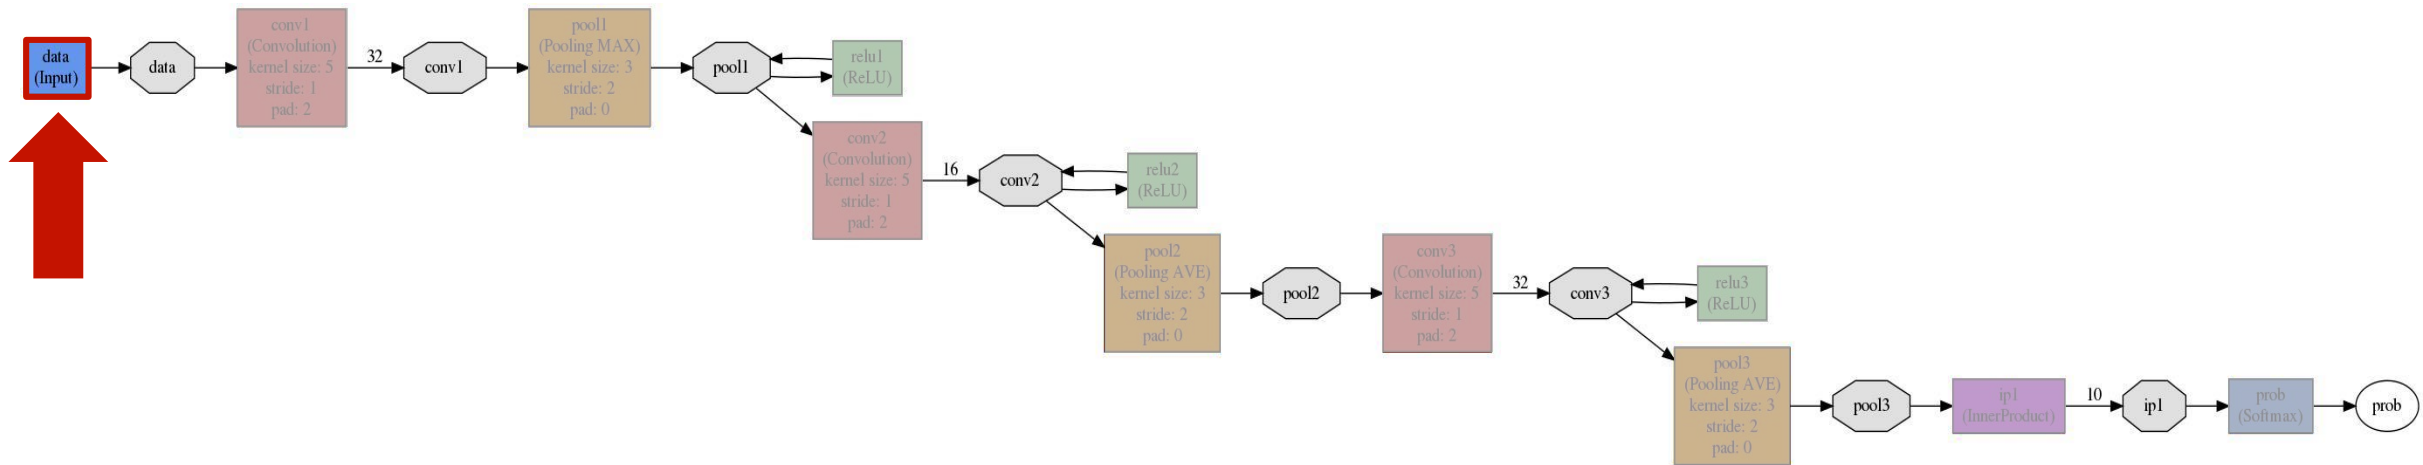 data
(Input)
data
conv1
(Convolution)
kernel size: 5
stride: 1
pad: 2
32
conv1
pool1
(Pooling MAX)
kernel size: 3
stride: 2
pad: 0
pool1
relu1
(ReLU)
conv2
(Convolution)
kernel size: 5
stride: 1
pad: 2
16
conv2
relu2
(ReLU)
pool2
(Pooling AVE)
kernel size: 3
stride: 2
pad: 0
pool2
conv3
(Convolution)
kernel size: 5
stride: 1
pad: 2
32
conv3
relu3
(ReLU)
pool3
(Pooling AVE)
kernel size: 3
stride: 2
pad: 0
pool3
ip1
(InnerProduct)
10
ip1
prob
(Softmax)
prob